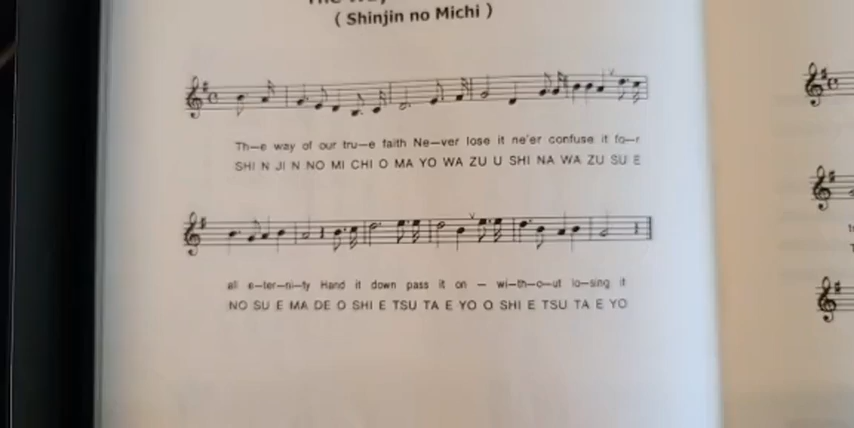 The Way
( Shinjin no Michi )
Th—e way of our tru—e faith Ne—ver lose it ne'er confuse it fo—r
SHI N JI N NO MI CHI O MA YO WA ZU U SHI NA WA ZU SU E
all e—ter—ni—ty Hand it down pass it on — wi—th—o—ut lo—sing it
NO SU E MA DE O SHI E TSU TA E YO O SHI E TSU TA E YO